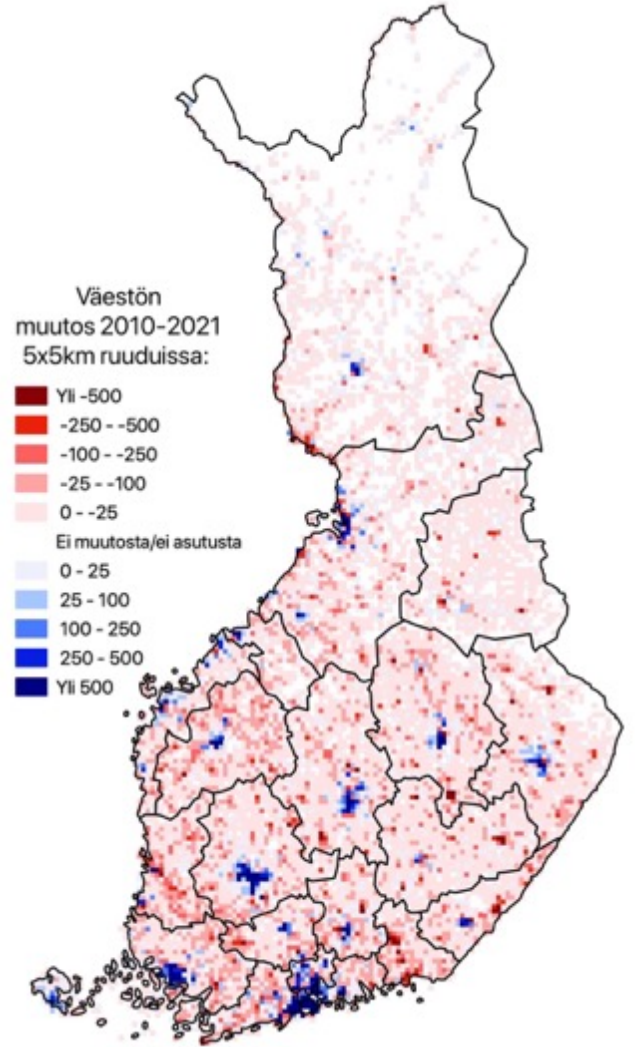 Väestön
muutos 2010-2021
5x5km ruuduissa:
Yli -500
-250 - -500
-100 - -250
-25 - -100
0 - -25
Ei muutosta/ei asutusta
0 - 25
25 - 100
100 - 250
250 - 500
Yli 500